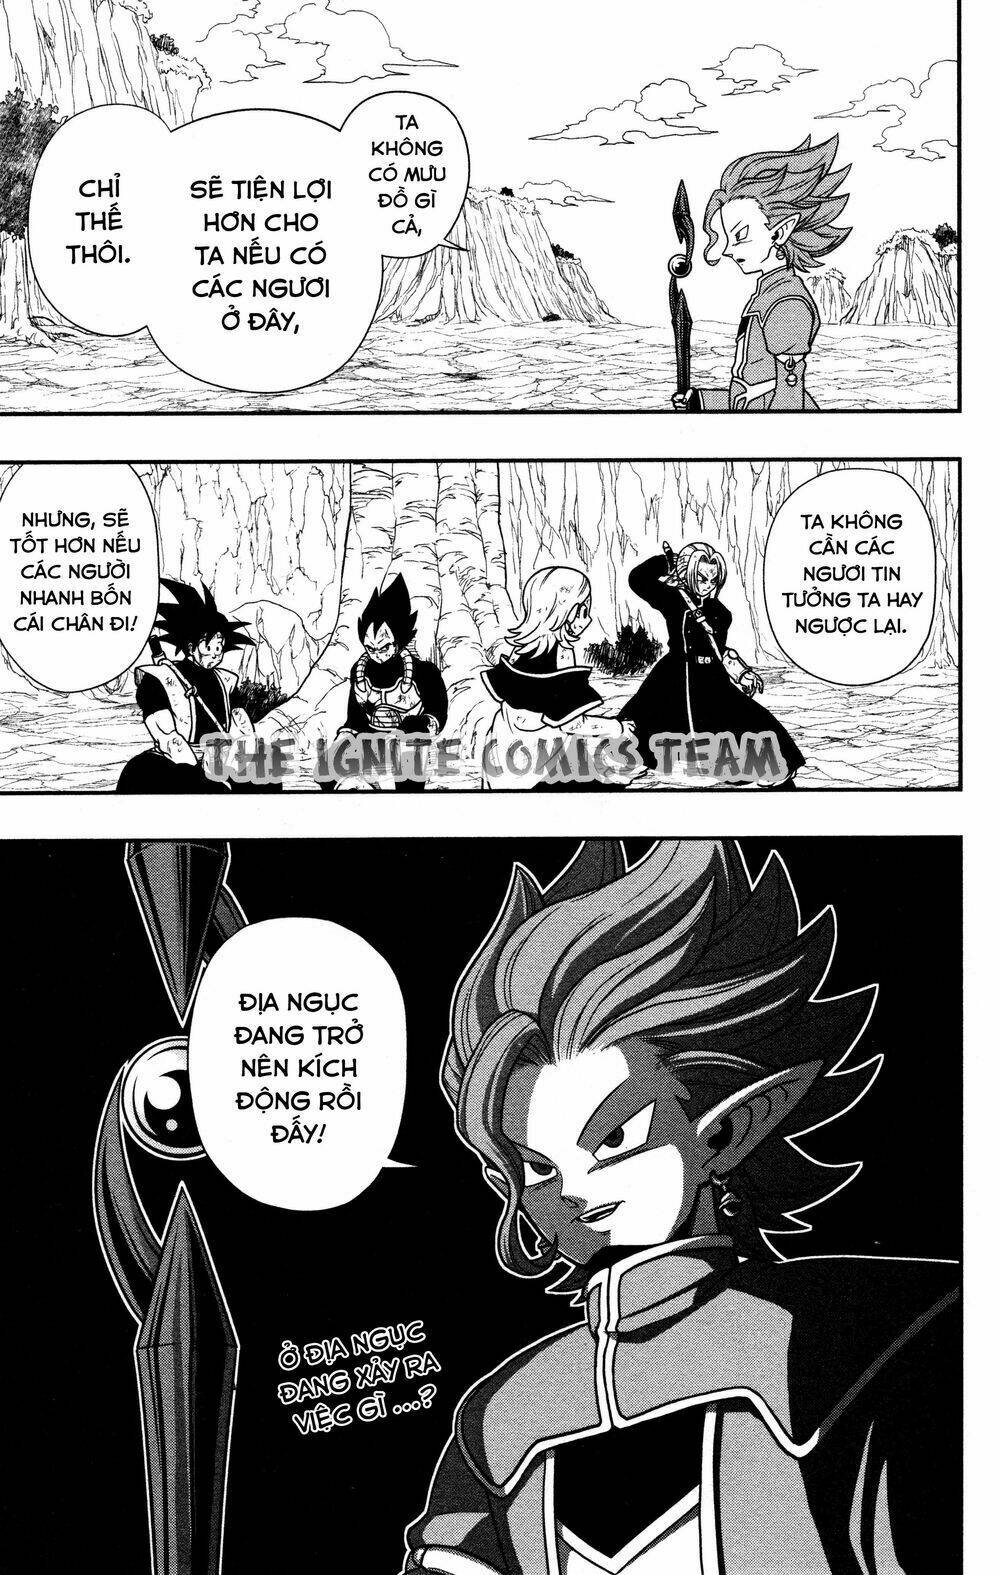 TA
KHÔNG
CÓ MƯU
ĐỒ GÌ
CẢ,
SẼ TIỆN LỢI
HƠN CHO
TA NẾU CÓ
CÁC NGƯƠI
Ở ĐÂY,
CHỈ
THẾ
THÔI.
TA KHÔNG
CẦN CÁC
NGƯƠI TIN
TƯỞNG TA HAY
NGƯỢC LẠI.
NHƯNG, SẼ
TỐT HƠN NẾU
CÁC NGƯỜI
NHANH BỐN
CÁI CHÂN ĐI!
THE IGNITE COMICS TEAM
ĐỊA NGỤC
ĐANG TRỞ
NÊN KÍCH
ĐỘNG RỒI
ĐẤY!
Ở ĐỊA NGỤC
ĐANG XẢY RA
VIỆC GÌ ...?